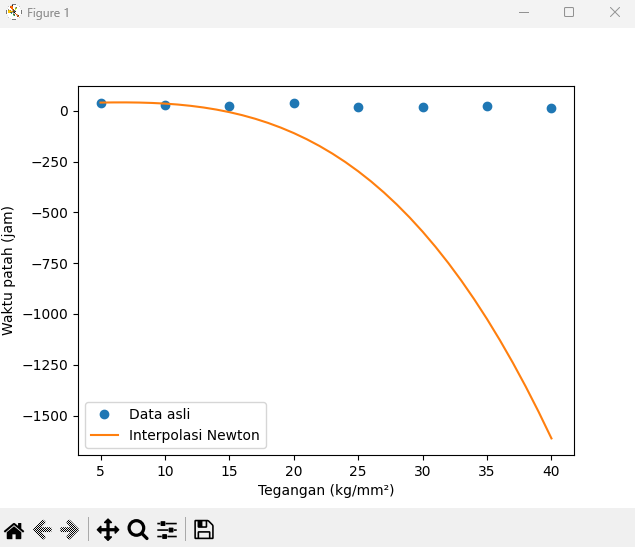 Figure 1
0
−250
−500
−750
−1000
−1250
−1500
Waktu patah (jam)
Data asli
Interpolasi Newton
5 10 15 20 25 30 35 40
Tegangan (kg/mm²)